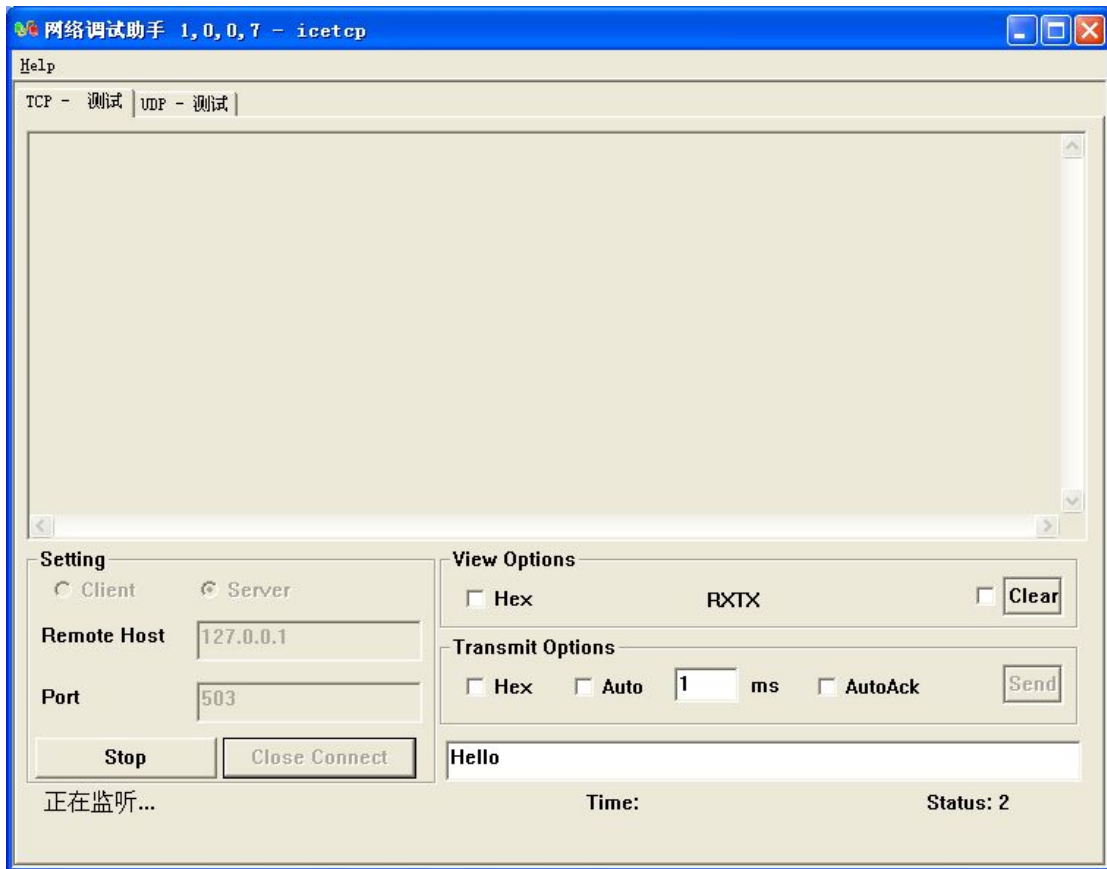 网络调试助手 1,0,0,7 - icetcp
Help
TCP - 测试 UDP - 测试
Setting
Client Server
Remote Host 127.0.0.1
Port 503
Stop Close Connect
View Options
Hex RXTX Clear
Transmit Options
Hex Auto 1 ms AutoAck Send
Hello
正在监听... Time: Status: 2